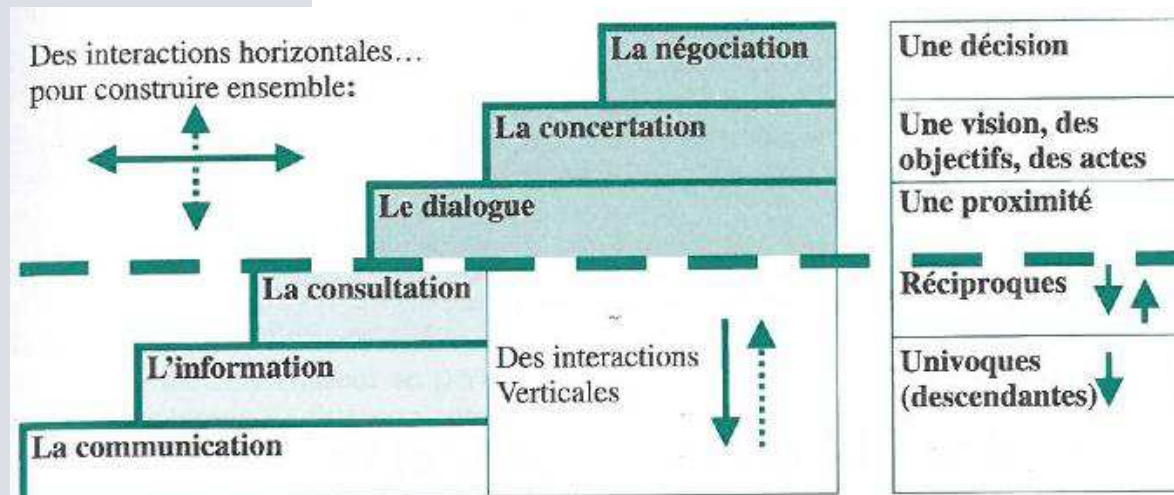 Des interactions horizontales…
pour construire ensemble:
La négociation
La concertation
Le dialogue
La consultation
L'information
La communication
Des interactions
Verticales
Une décision
Une vision, des
objectifs, des actes
Une proximité
Réciproques
Univoques
(descendantes)